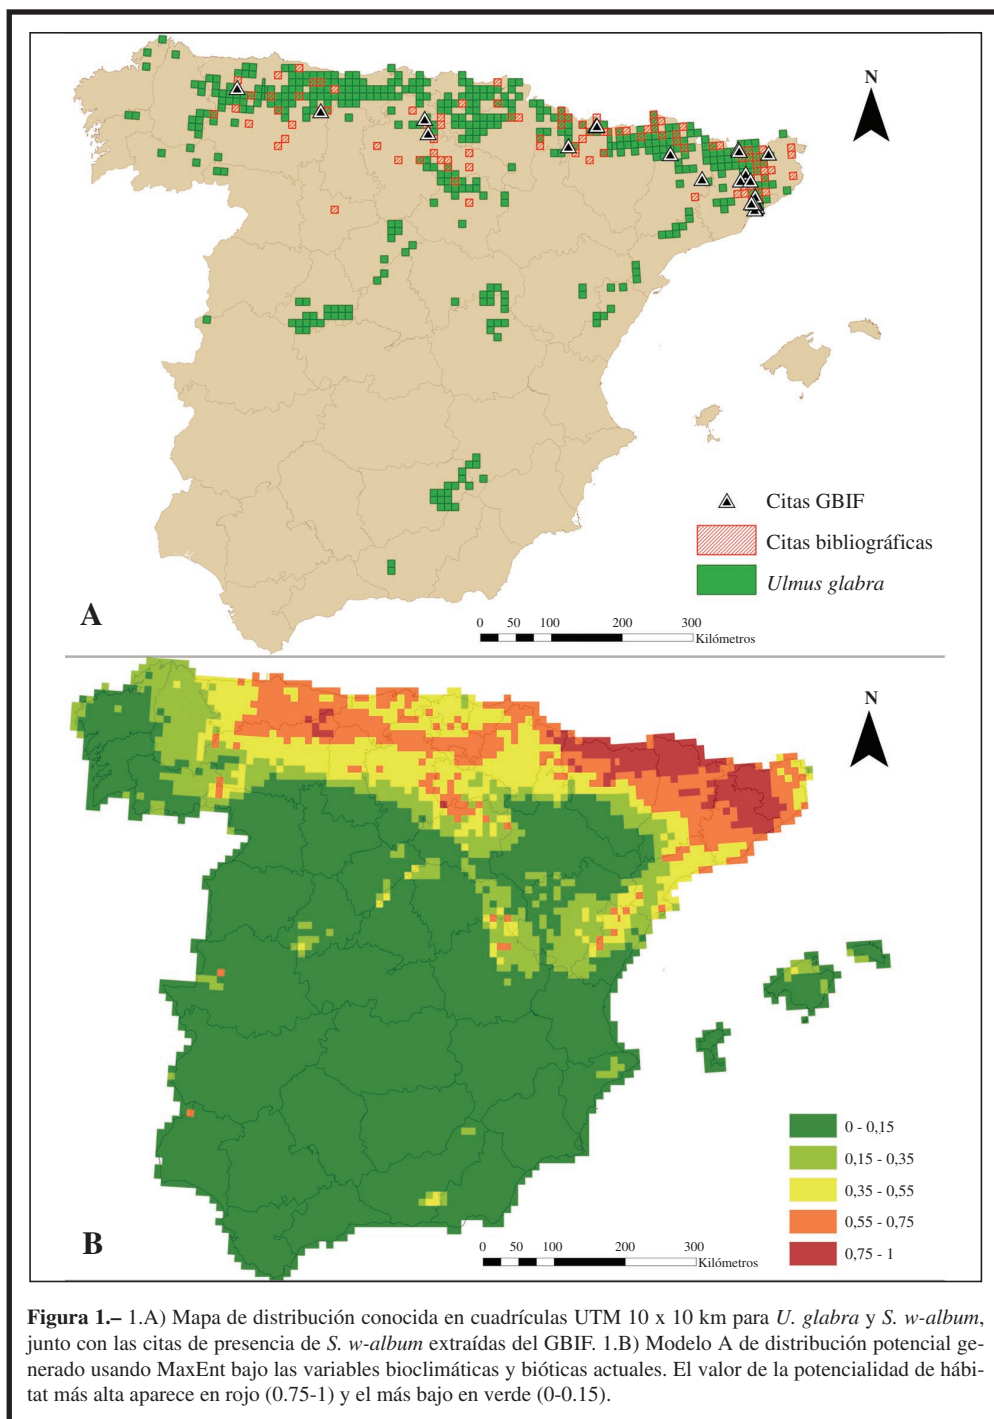 N
Citas GBIF
Citas bibliográficas
Ulmus glabra
A
0 50 100 200 300
Kilómetros
N
0 - 0,15
0,15 - 0,35
0,35 - 0,55
0,55 - 0,75
0,75 - 1
B
0 50 100 200 300
Kilómetros
Figura 1.– 1.A) Mapa de distribución conocida en cuadrículas UTM 10 x 10 km para U. glabra y S. w-album,
junto con las citas de presencia de S. w-album extraídas del GBIF. 1.B) Modelo A de distribución potencial ge-
nerado usando MaxEnt bajo las variables bioclimáticas y bióticas actuales. El valor de la potencialidad de hábi-
tat más alta aparece en rojo (0.75-1) y el más bajo en verde (0-0.15).